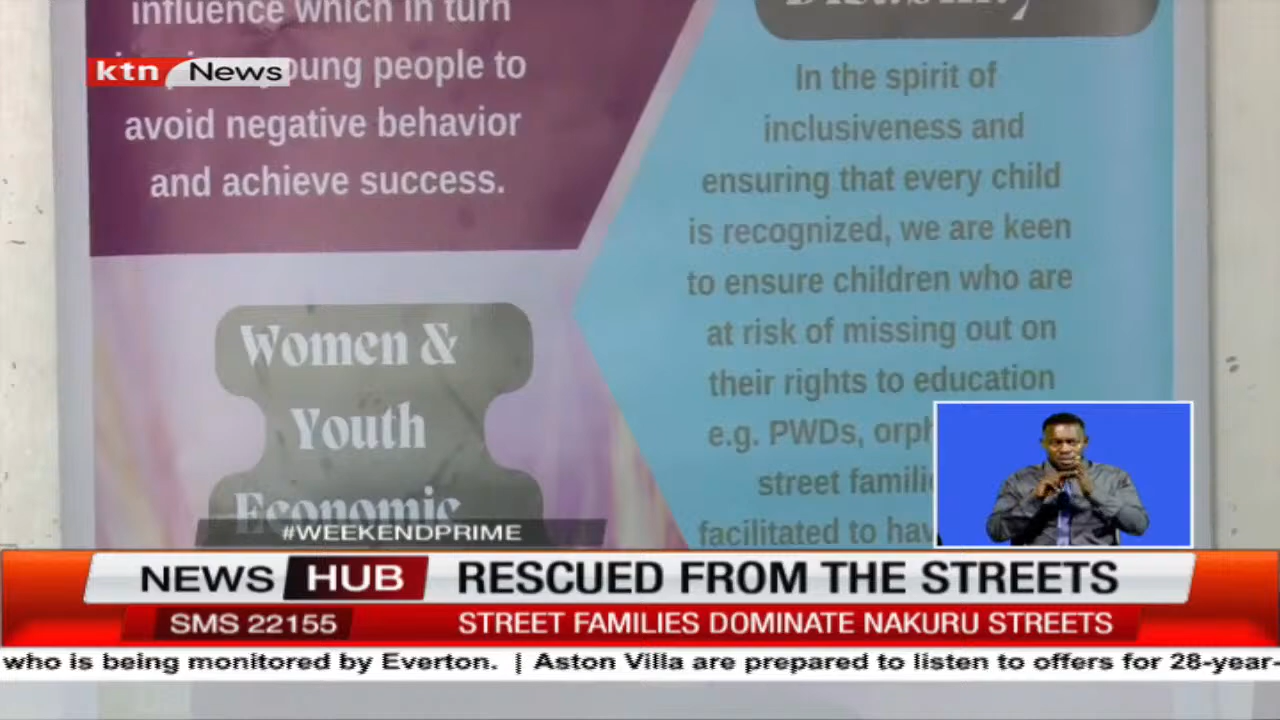 influence which in turn
young people to
avoid negative behavior
and achieve success.
Women &
Youth
Economic
Disability
In the spirit of
inclusiveness and
ensuring that every child
is recognized, we are keen
to ensure children who are
at risk of missing out on
their rights to education
e.g. PWDs,
street
facilitated to
ktn News
#WEEKENDPRIME
NEWS HUB
RESCUED FROM THE STREETS
SMS 22155
STREET FAMILIES DOMINATE NAKURU STREETS
who is being monitored by Everton. | Aston Villa are prepared to listen to offers for 28-year-